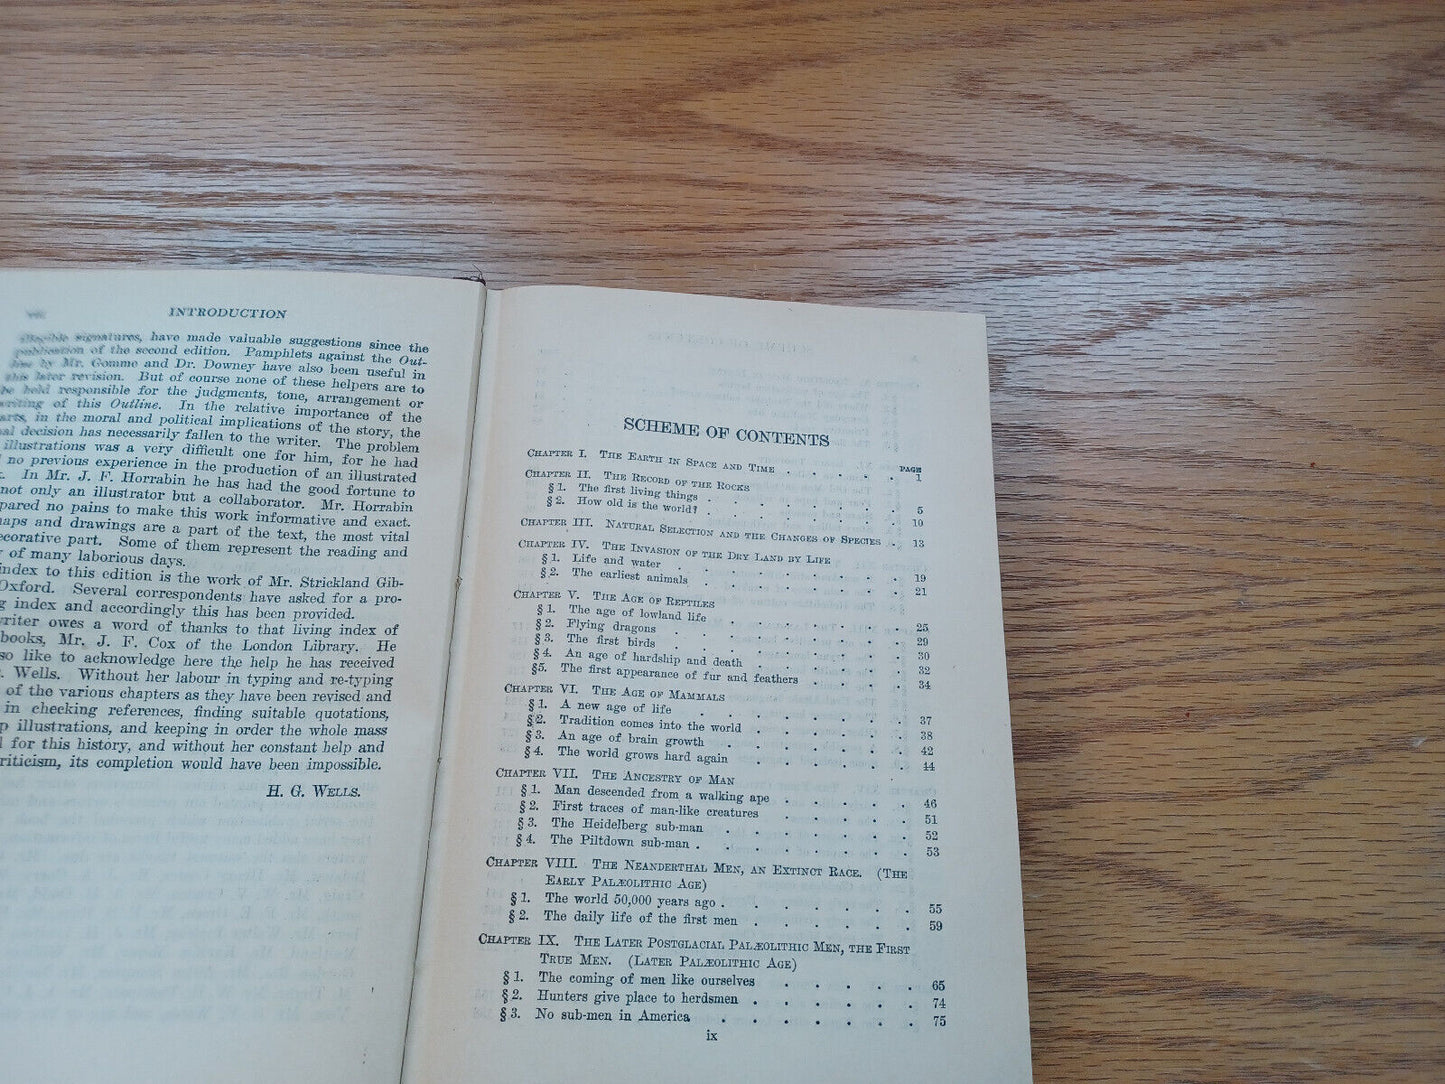 INTRODUCTION
signatures, have made valuable suggestions since the
publication of the second edition. Pamphlets against the Out-
by Mr. Gomme and Dr. Downey have also been useful in
this later revision. But of course none of these helpers are to
be held responsible for the judgments, tone, arrangement or
writing of this Outline. In the relative importance of the
arts, in the moral and political implications of the story, the
al decision has necessarily fallen to the writer. The problem
illustrations was a very difficult one for him, for he had
no previous experience in the production of an illustrated
. In Mr. J. F. Horrabin he has had the good fortune to
not only an illustrator but a collaborator. Mr. Horrabin
pared no pains to make this work informative and exact.
maps and drawings are a part of the text, the most vital
ecorative part. Some of them represent the reading and
y of many laborious days.
index to this edition is the work of Mr. Strickland Gib-
Oxford. Several correspondents have asked for a pro-
g index and accordingly this has been provided.
writer owes a word of thanks to that living index of
books, Mr. J. F. Cox of the London Library. He
so like to acknowledge here the help he has received
. Wells. Without her labour in typing and re-typing
of the various chapters as they have been revised and
in checking references, finding suitable quotations,
p illustrations, and keeping in order the whole mass
l for this history, and without her constant help and
riticism, its completion would have been impossible.
H. G. WELLS.
SCHEME OF CONTENTS
PAGE
CHAPTER I. THE EARTH IN SPACE AND TIME . . . . . . 1
CHAPTER II. THE RECORD OF THE ROCKS
§ 1. The first living things . . . . . . . 5
§ 2. How old is the world? . . . . . . . 10
CHAPTER III. NATURAL SELECTION AND THE CHANGES OF SPECIES . 13
CHAPTER IV. THE INVASION OF THE DRY LAND BY LIFE
§ 1. Life and water . . . . . . . . 19
§ 2. The earliest animals . . . . . . . 21
CHAPTER V. THE AGE OF REPTILES
§ 1. The age of lowland life . . . . . . . 25
§ 2. Flying dragons . . . . . . . . 29
§ 3. The first birds . . . . . . . . 30
§ 4. An age of hardship and death . . . . . 32
§5. The first appearance of fur and feathers . . . . 34
CHAPTER VI. THE AGE OF MAMMALS
§ 1. A new age of life . . . . . . . 37
§2. Tradition comes into the world . . . . . 38
§ 3. An age of brain growth . . . . . . . 42
§ 4. The world grows hard again . . . . . . 44
CHAPTER VII. THE ANCESTRY OF MAN
§ 1. Man descended from a walking ape . . . . . 46
§ 2. First traces of man-like creatures . . . . . 51
§ 3. The Heidelberg sub-man . . . . . . . 52
§ 4. The Piltdown sub-man . . . . . . . . 53
CHAPTER VIII. THE NEANDERTHAL MEN, AN EXTINCT RACE. (THE
EARLY PALÆOLITHIC AGE)
§ 1. The world 50,000 years ago . . . . . . . 55
§ 2. The daily life of the first men . . . . . . 59
CHAPTER IX. THE LATER POSTGLACIAL PALÆOLITHIC MEN, THE FIRST
TRUE MEN. (LATER PALÆOLITHIC AGE)
§ 1. The coming of men like ourselves . . . . . 65
§ 2. Hunters give place to herdsmen . . . . . . 74
§ 3. No sub-men in America . . . . . . . 75
ix